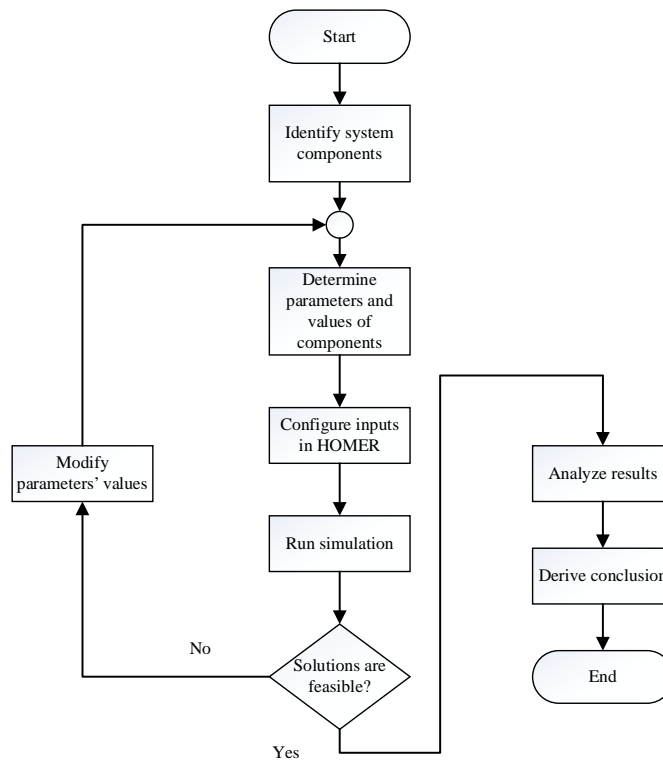 Start
Identify system
components
Determine
parameters and
values of
components
Configure inputs
in HOMER
Modify
parameters’ values
Run simulation
Solutions are
feasible?
No
Yes
Analyze results
Derive conclusion
End